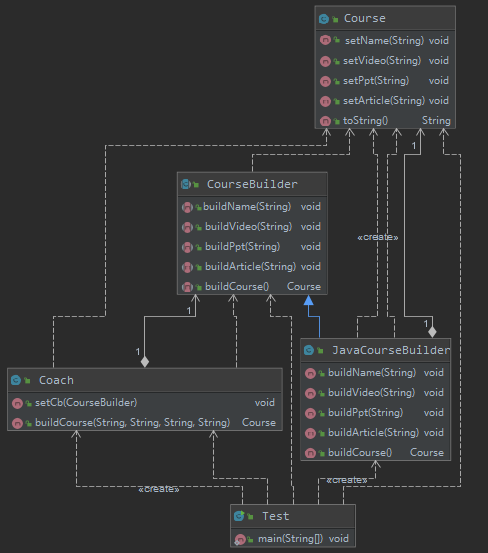 Course
setName(String) void
setVideo(String) void
setPpt(String) void
setArticle(String) void
toString() String
1
CourseBuilder
buildName(String) void
buildVideo(String) void
buildPpt(String) void
buildArticle(String) void
buildCourse() Course
«create»
1
1
1
JavaCourseBuilder
buildName(String) void
buildVideo(String) void
buildPpt(String) void
buildArticle(String) void
buildCourse() Course
Coach
setCb(CourseBuilder) void
buildCourse(String, String, String, String) Course
«create»
«create»
Test
main(String[]) void